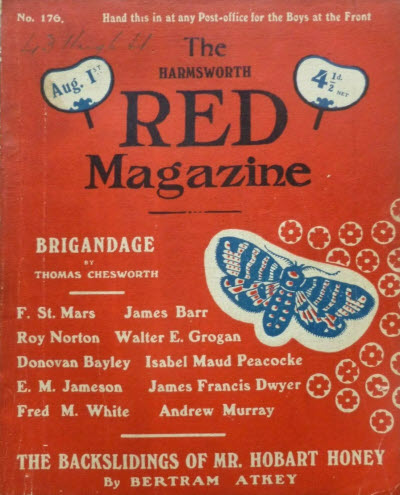 No. 176. Hand this in at any Post-office for the Boys at the Front
The
HARMSWORTH
Aug. 1st
4½d. NET
RED
Magazine
BRIGANDAGE
BY
THOMAS CHESWORTH
F. St. Mars James Barr
Roy Norton Walter E. Grogan
Donovan Bayley Isabel Maud Peacocke
E. M. Jameson James Francis Dwyer
Fred M. White Andrew Murray
THE BACKSLIDINGS OF MR. HOBART HONEY
By BERTRAM ATKEY